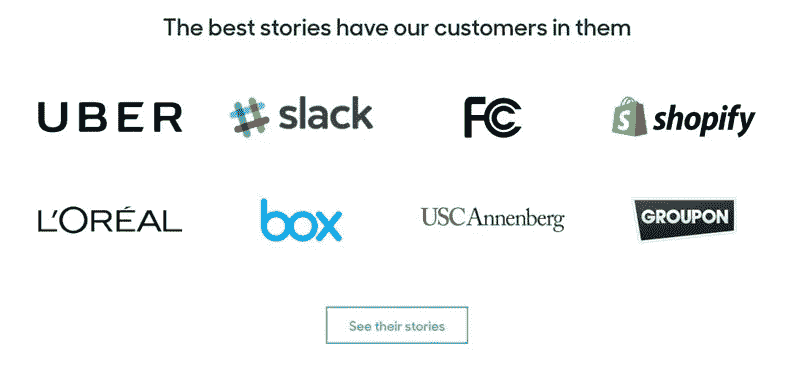 The best stories have our customers in them
UBER
slack
FCC
S shopify
L'ORÉAL
box
USC Annenberg
GROUPON
See their stories